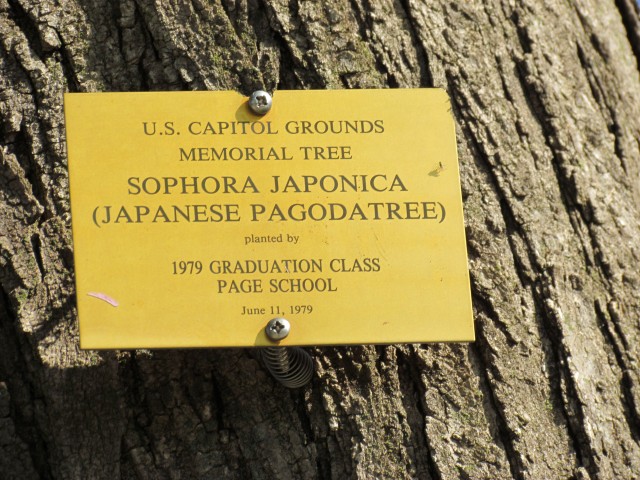 U.S. CAPITOL GROUNDS
MEMORIAL TREE
SOPHORA JAPONICA
(JAPANESE PAGODATREE)
planted by
1979 GRADUATION CLASS
PAGE SCHOOL
June 11, 1979